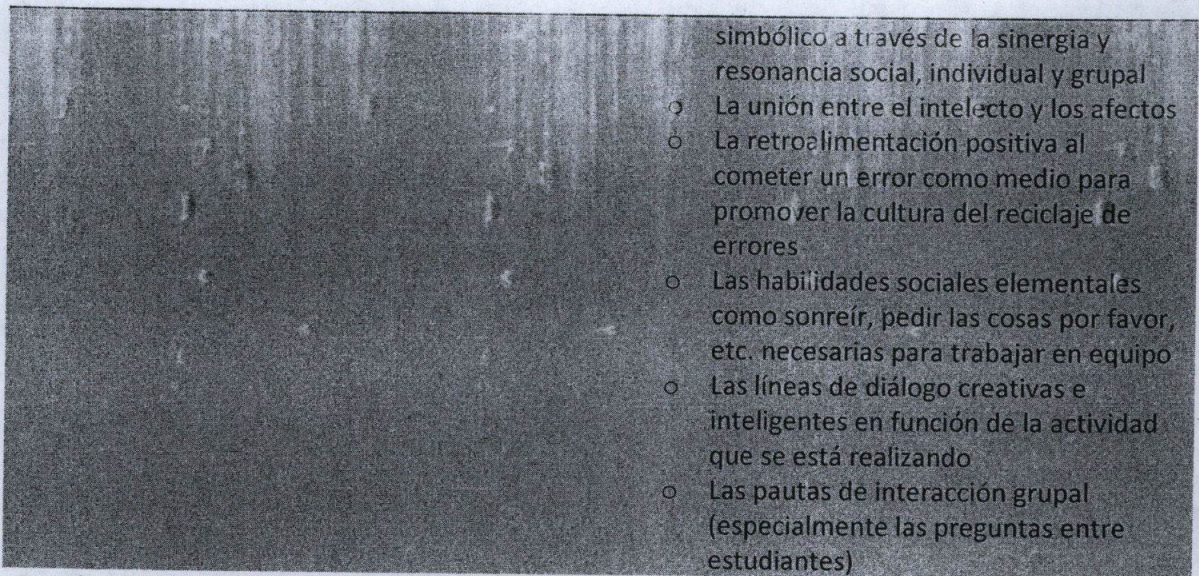 simbólico a través de la sinergia y
resonancia social, individual y grupal
o La unión entre el intelecto y los afectos
o La retroalimentación positiva al
cometer un error como medio para
promover la cultura del reciclaje de
errores
o Las habilidades sociales elementales
como sonreír, pedir las cosas por favor,
etc. necesarias para trabajar en equipo
o Las líneas de diálogo creativas e
inteligentes en función de la actividad
que se está realizando
o Las pautas de interacción grupal
(especialmente las preguntas entre
estudiantes)